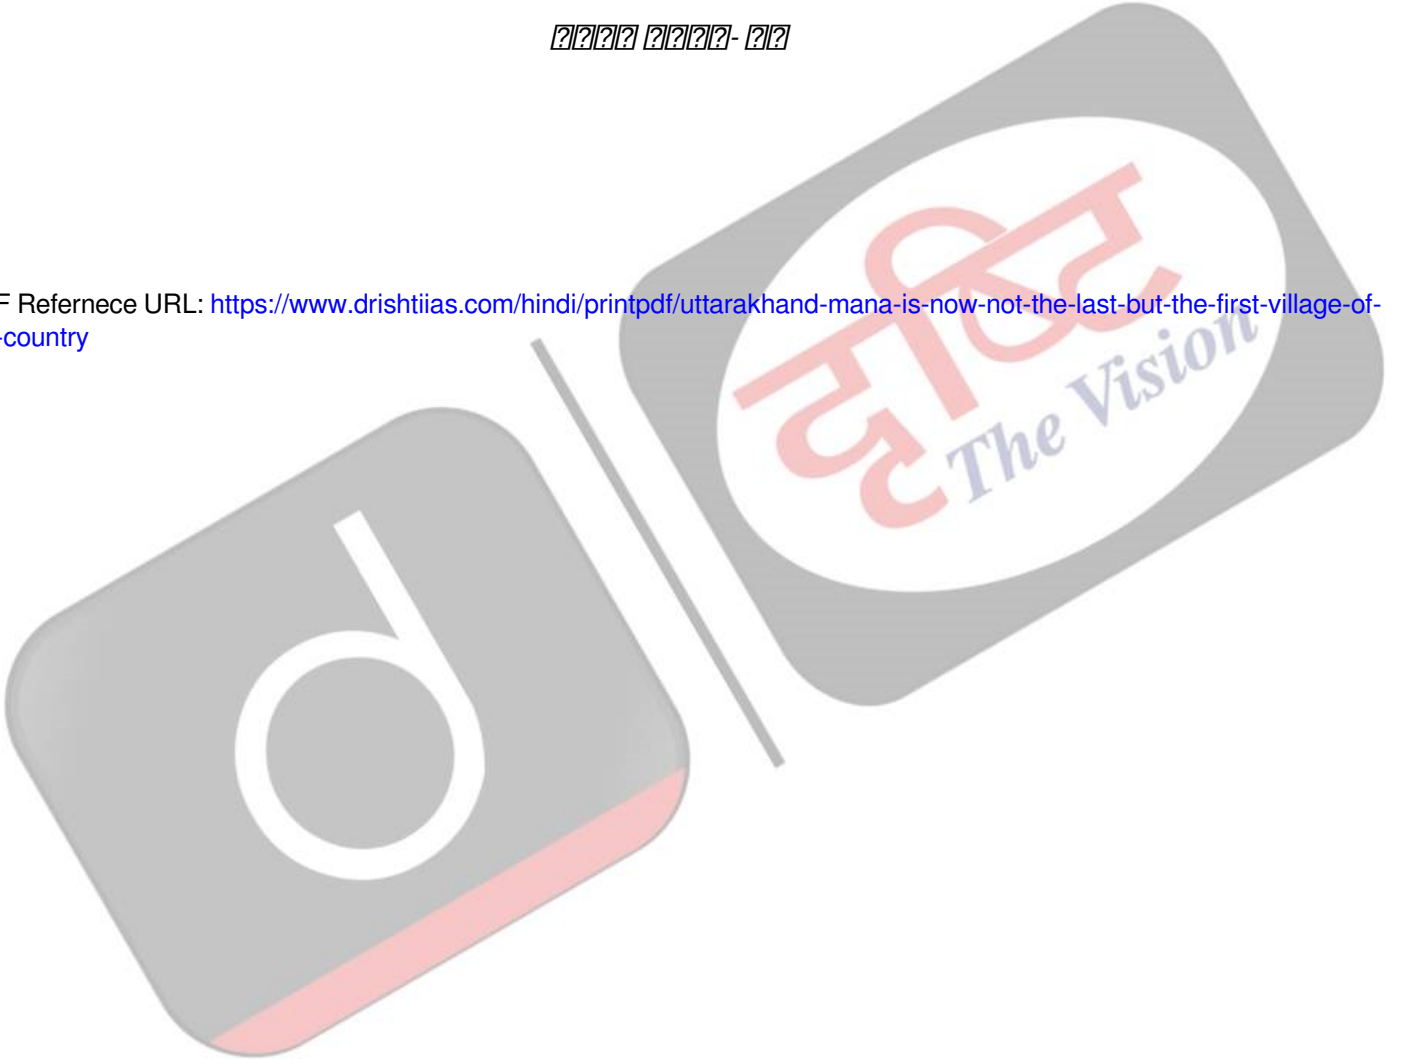 F Refernece URL: https://www.drishtiias.com/hindi/printpdf/uttarakhand-mana-is-now-not-the-last-but-the-first-village-of-
-country
दृष्टि
The Vision